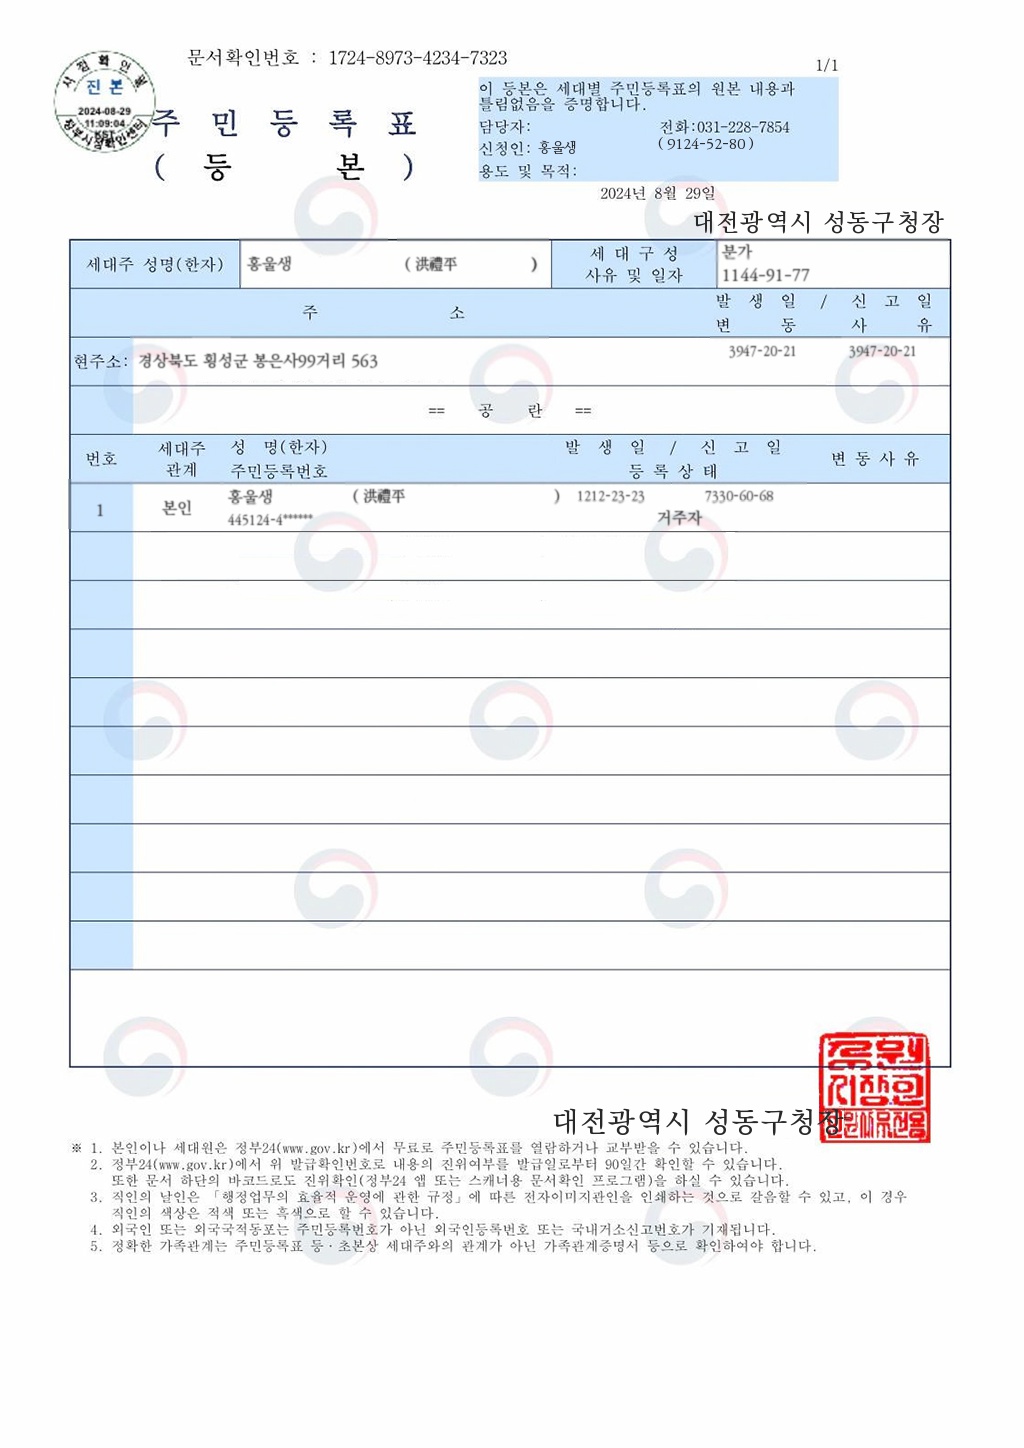 문서확인번호 : 1724-8973-4234-7323
1/1
시점확인필
진 본
2024-08-29
11:09:04
KST
정부시점확인센터
주 민 등 록 표
( 등 본 )
이 등본은 세대별 주민등록표의 원본 내용과
틀림없음을 증명합니다.
담당자: 전화:031-228-7854
신청인: 홍울생 ( 9124-52-80 )
용도 및 목적:
2024년 8월 29일
대전광역시 성동구청장
세대주 성명(한자) 홍울생 ( 洪禮平 ) 세 대 구 성 분가
사유 및 일자 1144-91-77
주 소 발 생 일 / 신 고 일
변 동 사 유
현주소: 경상북도 횡성군 봉은사99거리 563 3947-20-21 3947-20-21
== 공 란 ==
번호 세대주 성 명(한자) 발 생 일 / 신 고 일 변 동 사 유
관계 주민등록번호 등 록 상 태
1 본인 홍울생 ( 洪禮平 ) 1212-23-23 7330-60-68
445124-4****** 거주자
대전광역시 성동구청장
※ 1. 본인이나 세대원은 정부24(www.gov.kr)에서 무료로 주민등록표를 열람하거나 교부받을 수 있습니다.
2. 정부24(www.gov.kr)에서 위 발급확인번호로 내용의 진위여부를 발급일로부터 90일간 확인할 수 있습니다.
또한 문서 하단의 바코드로도 진위확인(정부24 앱 또는 스캐너용 문서확인 프로그램)을 하실 수 있습니다.
3. 직인의 날인은 「행정업무의 효율적 운영에 관한 규정」에 따른 전자이미지관인을 인쇄하는 것으로 갈음할 수 있고, 이 경우
직인의 색상은 적색 또는 흑색으로 할 수 있습니다.
4. 외국인 또는 외국국적동포는 주민등록번호가 아닌 외국인등록번호 또는 국내거소신고번호가 기재됩니다.
5. 정확한 가족관계는 주민등록표 등·초본상 세대주와의 관계가 아닌 가족관계증명서 등으로 확인하여야 합니다.